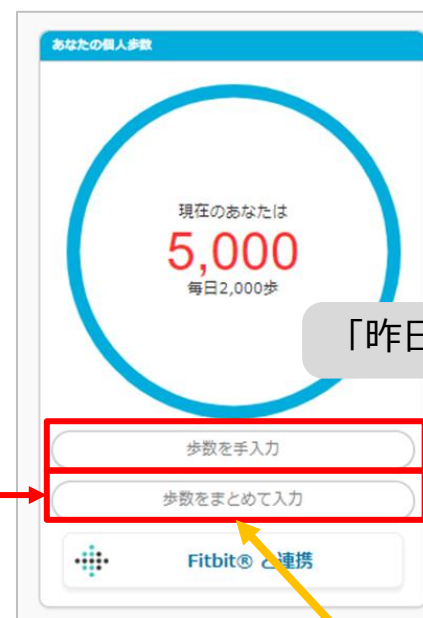 あなたの個人歩数
現在のあなたは
5,000
毎日2,000歩
「昨日
歩数を手入力
歩数をまとめて入力
Fitbit® と連携